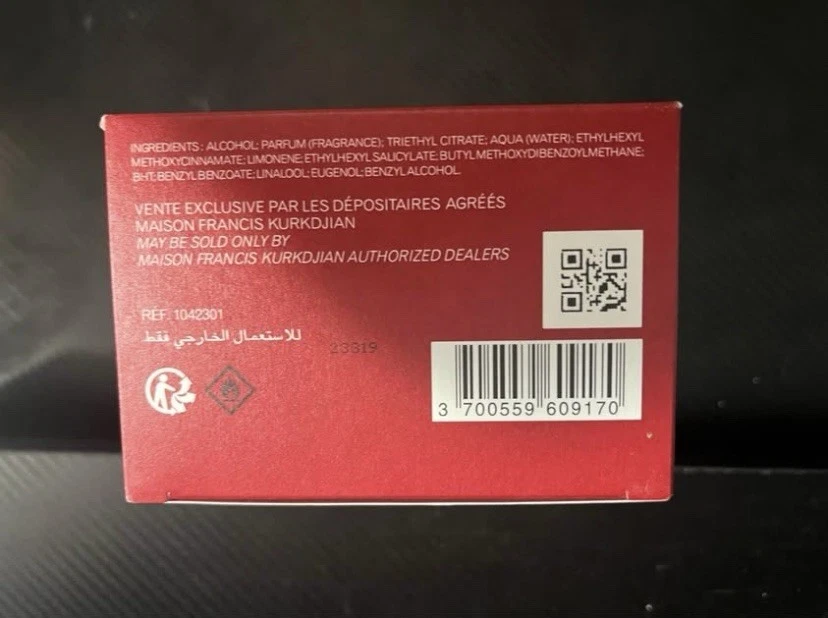 INGREDIENTS : ALCOHOL; PARFUM (FRAGRANCE); TRIETHYL CITRATE; AQUA (WATER); ETHYLHEXYL
METHOXYCINNAMATE; LIMONENE; ETHYLHEXYL SALICYLATE; BUTYL METHOXYDIBENZOYLMETHANE;
BHT; BENZYL BENZOATE; LINALOOL; EUGENOL; BENZYL ALCOHOL.
VENTE EXCLUSIVE PAR LES DÉPOSITAIRES AGRÉÉS
MAISON FRANCIS KURKDJIAN
MAY BE SOLD ONLY BY
MAISON FRANCIS KURKDJIAN AUTHORIZED DEALERS
RÉF. 1042301
للاستعمال الخارجي فقط
23319
3 700559 609170